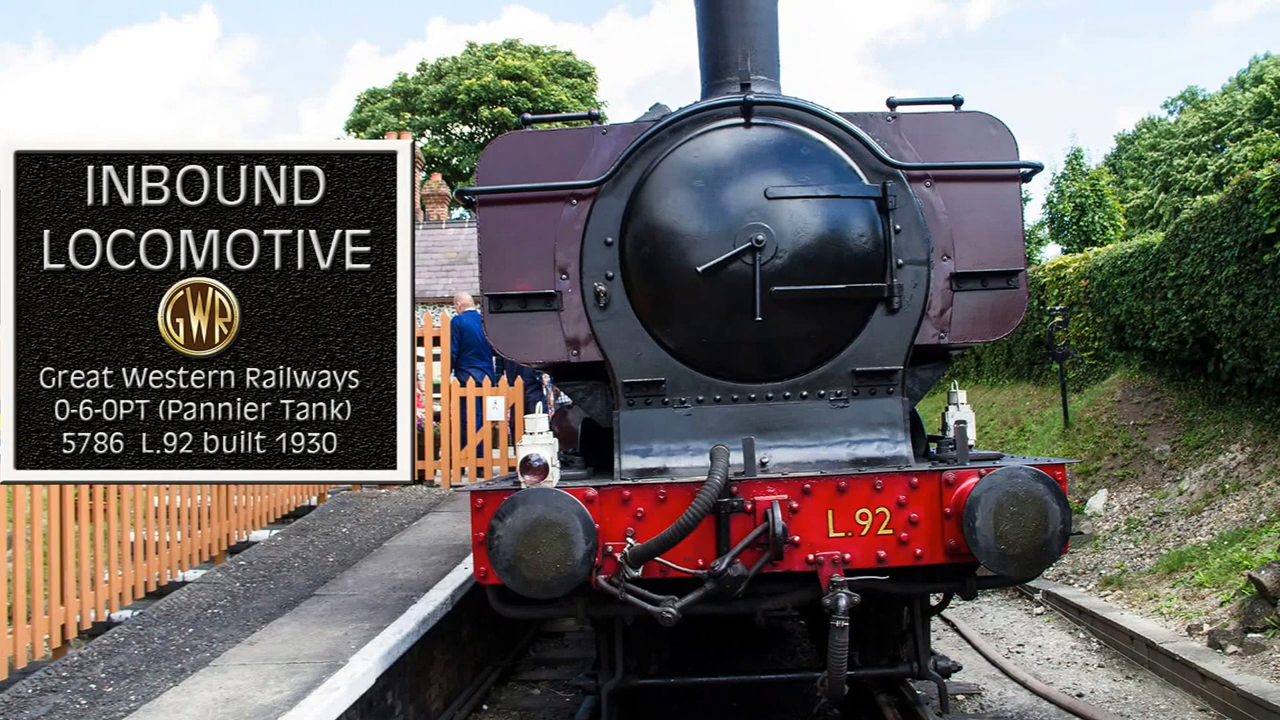 INBOUND
LOCOMOTIVE
GWR
Great Western Railways
0-6-0PT (Pannier Tank)
5786 L.92 built 1930
L.92